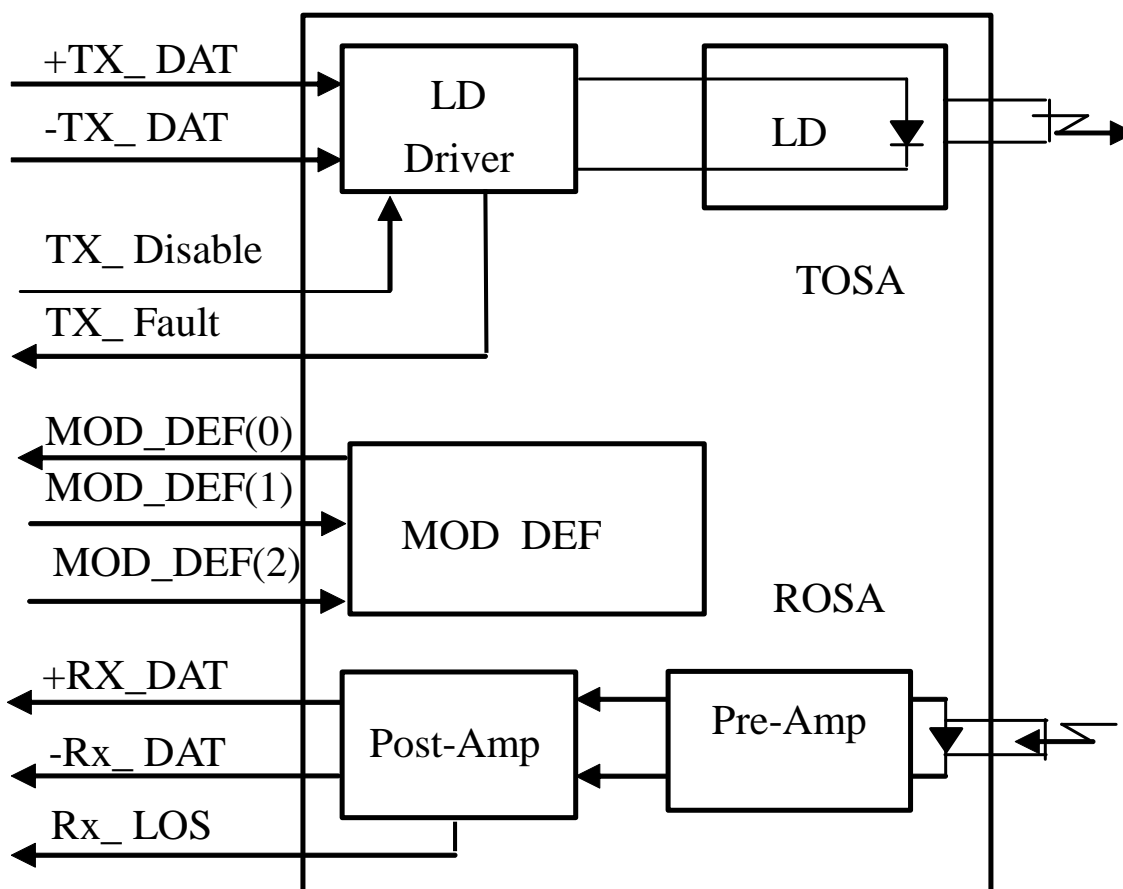 +TX_ DAT
-TX_ DAT
LD
Driver
LD
TX_ Disable
TOSA
TX_ Fault
MOD_DEF(0)
MOD_DEF(1)
MOD DEF
MOD_DEF(2)
ROSA
+RX_DAT
Post-Amp
Pre-Amp
-Rx_ DAT
Rx_ LOS